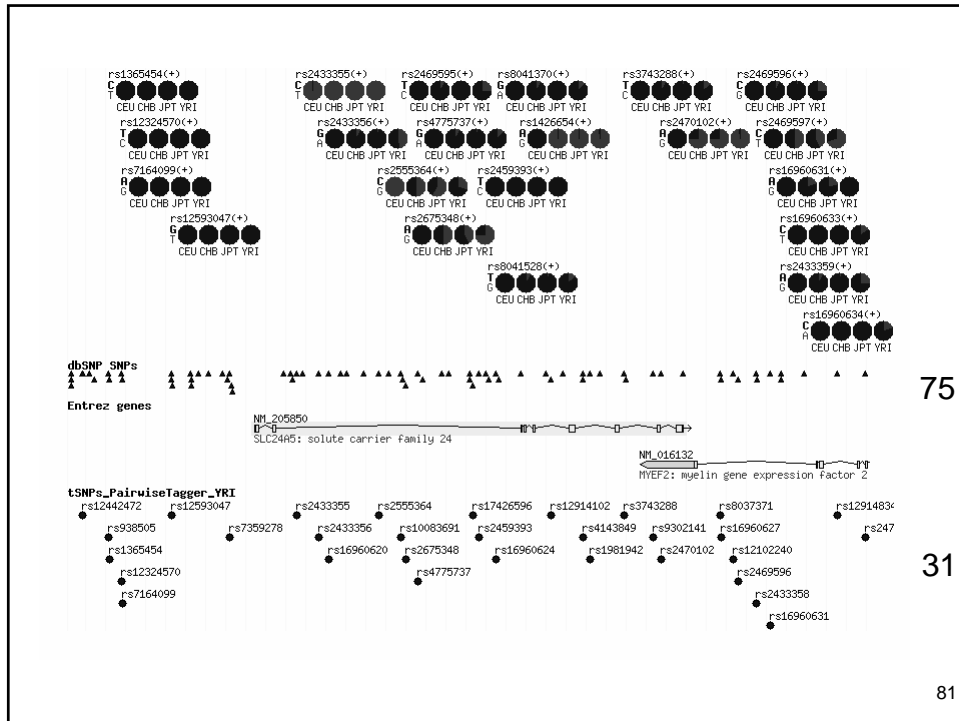 rs1365454(+) rs2433355(+) rs2469595(+) rs8041370(+) rs3743288(+) rs2469596(+)
C T C T T C G A T C C G
CEU CHB JPT YRI CEU CHB JPT YRI CEU CHB JPT YRI CEU CHB JPT YRI CEU CHB JPT YRI CEU CHB JPT YRI
rs12324570(+) rs2433356(+) rs4775737(+) rs1426654(+) rs2470102(+) rs2469597(+)
T C G A G A A G A G C T
CEU CHB JPT YRI CEU CHB JPT YRI CEU CHB JPT YRI CEU CHB JPT YRI CEU CHB JPT YRI CEU CHB JPT YRI
rs7164099(+) rs2555364(+) rs2459393(+) rs16960631(+)
A G C G T C A G
CEU CHB JPT YRI CEU CHB JPT YRI CEU CHB JPT YRI CEU CHB JPT YRI
rs12593047(+) rs2675348(+) rs16960633(+)
G T A G C T
CEU CHB JPT YRI CEU CHB JPT YRI CEU CHB JPT YRI
rs8041528(+) rs2433359(+)
T G A G
CEU CHB JPT YRI CEU CHB JPT YRI
rs16960634(+)
C A
CEU CHB JPT YRI
dbSNP SNPs
75
Entrez genes
NM_205850
SLC24A5: solute carrier family 24
NM_016132
MYEF2: myelin gene expression factor 2
tSNPs_PairwiseTagger_YRI
rs12442472 rs12593047 rs2433355 rs2555364 rs17426596 rs12914102 rs3743288 rs8037371 rs12914834
rs938505 rs7359278 rs2433356 rs10083691 rs2459393 rs4143849 rs9302141 rs16960627 rs247
rs1365454 rs16960620 rs2675348 rs16960624 rs1981942 rs2470102 rs12102240
31
rs12324570 rs4775737 rs2469596
rs7164099 rs2433358
rs16960631
81